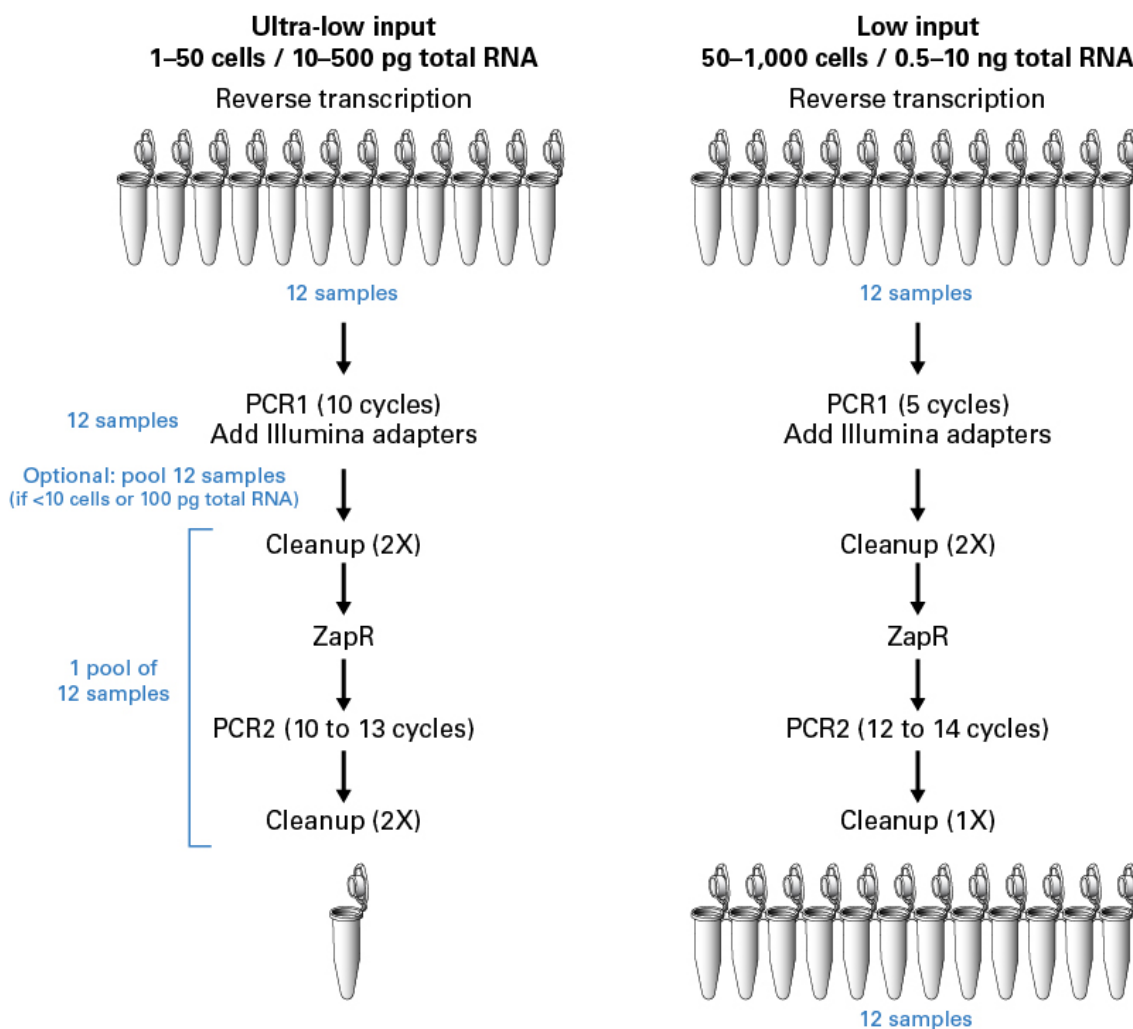 Ultra-low input
1–50 cells / 10–500 pg total RNA
Reverse transcription
12 samples
12 samples
PCR1 (10 cycles)
Add Illumina adapters
Optional: pool 12 samples
(if <10 cells or 100 pg total RNA)
Cleanup (2X)
ZapR
1 pool of
12 samples
PCR2 (10 to 13 cycles)
Cleanup (2X)
Low input
50–1,000 cells / 0.5–10 ng total RNA
Reverse transcription
12 samples
PCR1 (5 cycles)
Add Illumina adapters
Cleanup (2X)
ZapR
PCR2 (12 to 14 cycles)
Cleanup (1X)
12 samples